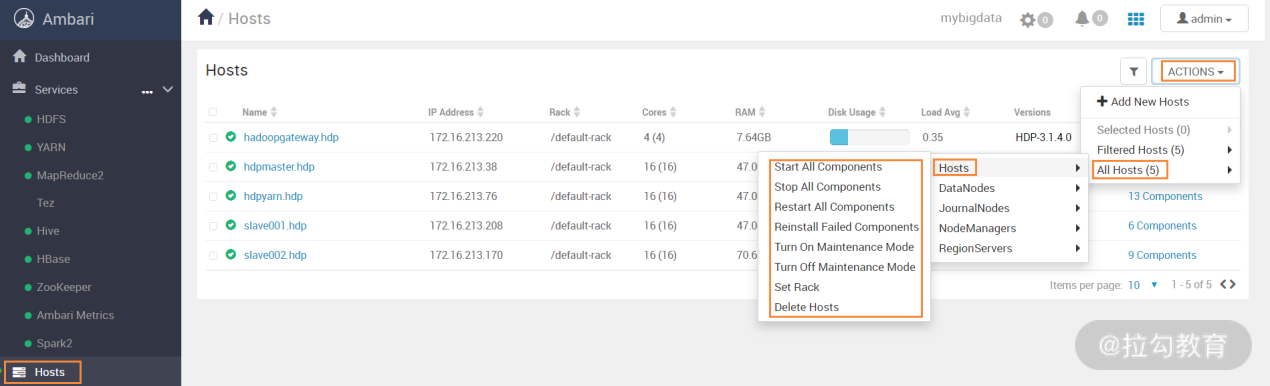 Ambari
/ Hosts
mybigdata
0
0
admin
Dashboard
Services
...
HDFS
YARN
MapReduce2
Tez
Hive
HBase
ZooKeeper
Ambari Metrics
Spark2
Hosts
Hosts
ACTIONS
Name IP Address Rack Cores RAM Disk Usage Load Avg Versions
hadoopgateway.hdp 172.16.213.220 /default-rack 4 (4) 7.64GB 0.35 HDP-3.1.4.0
hdpmaster.hdp 172.16.213.38 /default-rack 16 (16) 47.0
hdpyarn.hdp 172.16.213.76 /default-rack 16 (16) 47.0 13 Components
slave001.hdp 172.16.213.208 /default-rack 16 (16) 47.0 6 Components
slave002.hdp 172.16.213.170 /default-rack 16 (16) 70.6 9 Components
Items per page: 10 1 - 5 of 5
Add New Hosts
Selected Hosts (0)
Filtered Hosts (5)
All Hosts (5)
Hosts
DataNodes
JournalNodes
NodeManagers
RegionServers
Start All Components
Stop All Components
Restart All Components
Reinstall Failed Components
Turn On Maintenance Mode
Turn Off Maintenance Mode
Set Rack
Delete Hosts
@拉勾教育